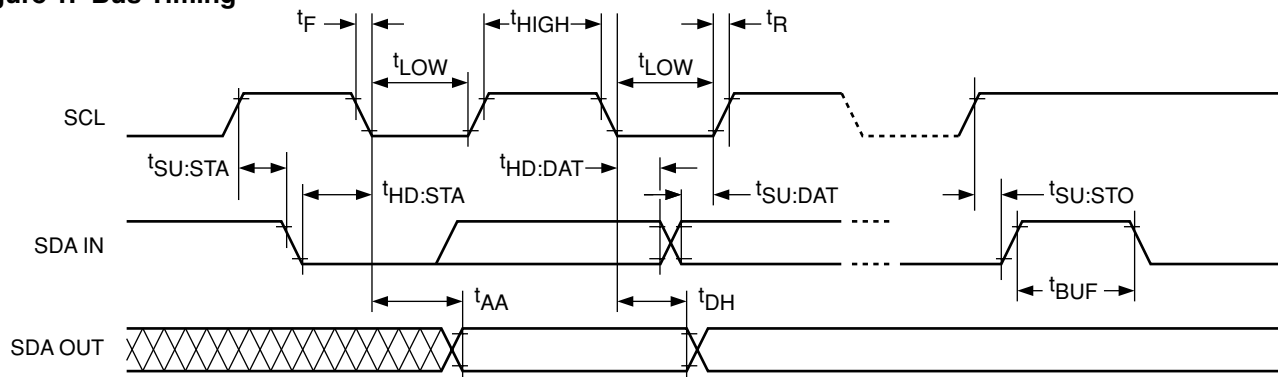 gure 1. Bus Timing
tF
tHIGH
tR
tLOW
tLOW
SCL
tSU:STA
tHD:STA
tHD:DAT
tSU:DAT
tSU:STO
SDA IN
tBUF
tAA
tDH
SDA OUT